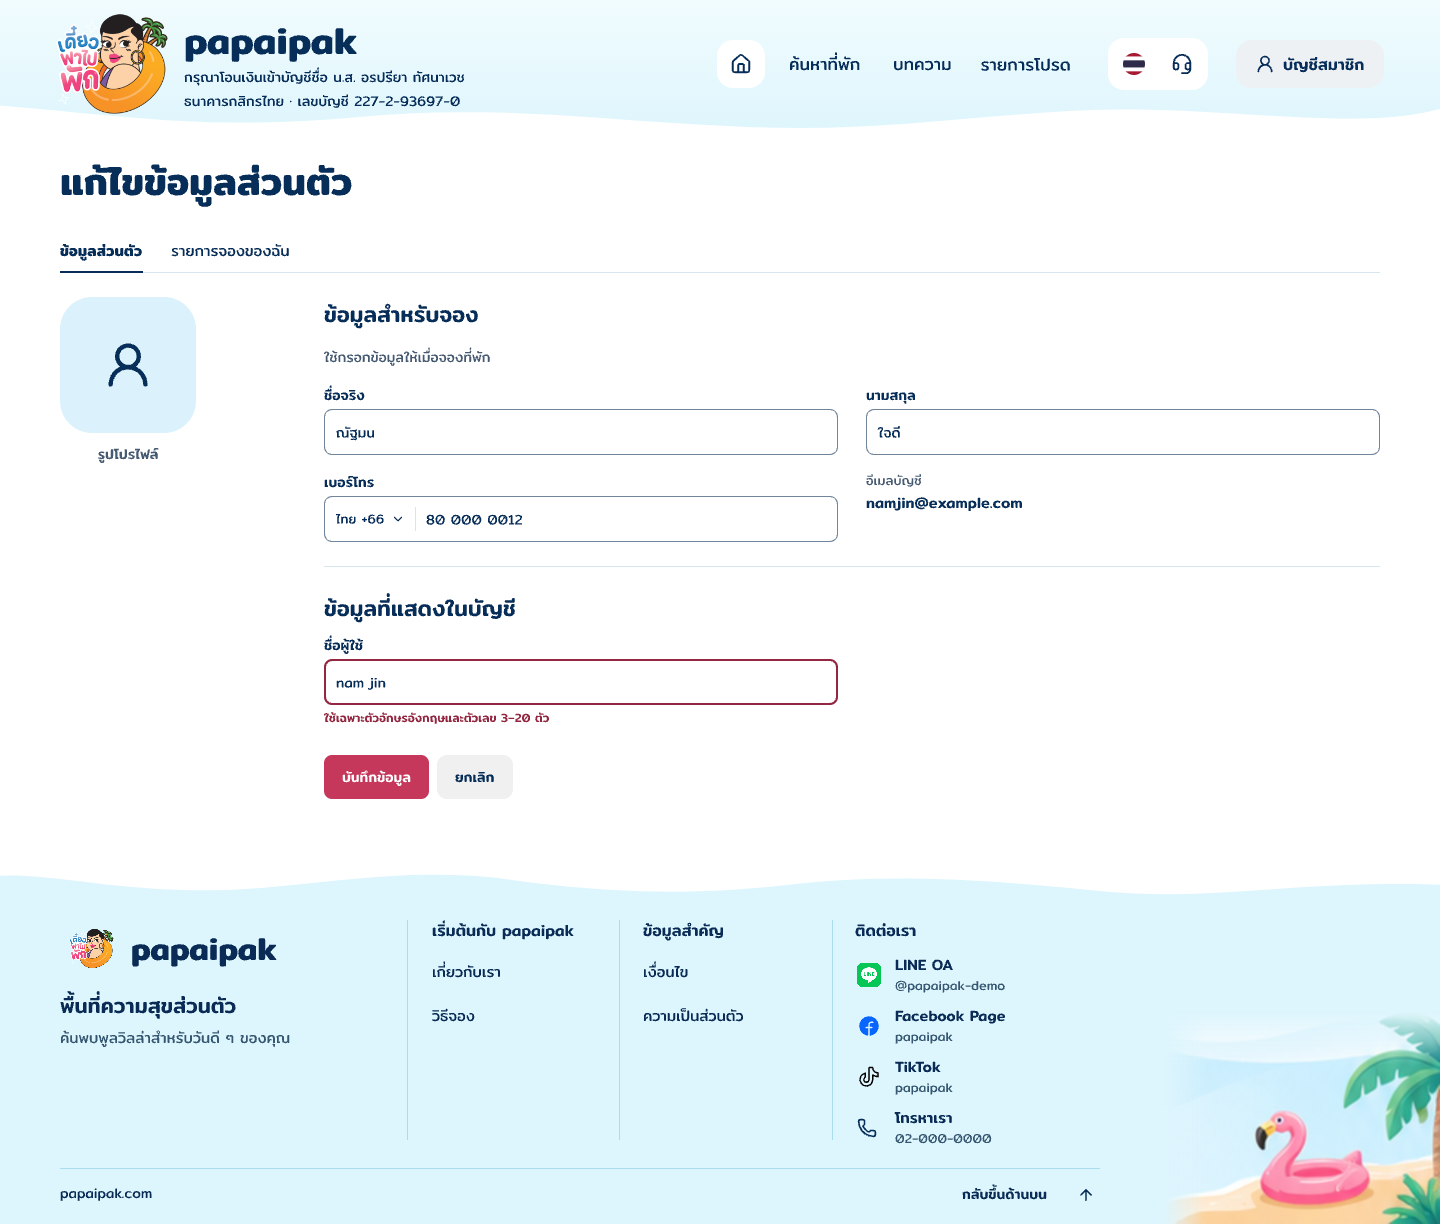 เดี๋ยว
พาไป
พัก
papaipak
กรุณาโอนเงินเข้าบัญชีชื่อ น.ส. อรปรียา ทัศนาเวช
ธนาคารกสิกรไทย · เลขบัญชี 227-2-93697-0
ค้นหาที่พัก
บทความ
รายการโปรด
บัญชีสมาชิก
แก้ไขข้อมูลส่วนตัว
ข้อมูลส่วนตัว
รายการจองของฉัน
รูปโปรไฟล์
ข้อมูลสำหรับจอง
ใช้กรอกข้อมูลให้เมื่อจองที่พัก
ชื่อจริง
นามสกุล
ณัฐมน
ใจดี
เบอร์โทร
ไทย +66
80 000 0012
อีเมลบัญชี
namjin@example.com
ข้อมูลที่แสดงในบัญชี
ชื่อผู้ใช้
nam jin
ใช้เฉพาะตัวอักษรอังกฤษและตัวเลข 3–20 ตัว
บันทึกข้อมูล
ยกเลิก
เดี๋ยว
พาไป
พัก
papaipak
พื้นที่ความสุขส่วนตัว
ค้นพบพูลวิลล่าสำหรับวันดี ๆ ของคุณ
เริ่มต้นกับ papaipak
เกี่ยวกับเรา
วิธีจอง
ข้อมูลสำคัญ
เงื่อนไข
ความเป็นส่วนตัว
ติดต่อเรา
LINE
LINE OA
@papaipak-demo
Facebook Page
papaipak
TikTok
papaipak
โทรหาเรา
02-000-0000
papaipak.com
กลับขึ้นด้านบน